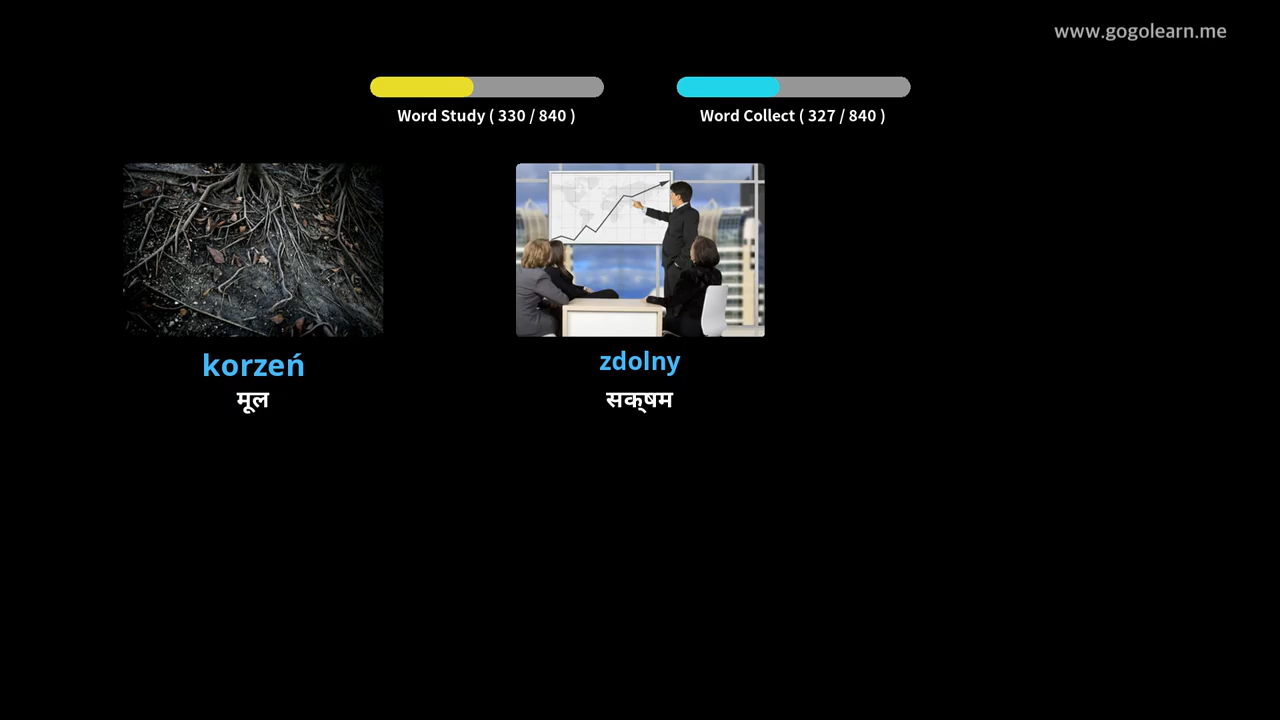 www.gogolearn.me
Word Study ( 330 / 840 )
Word Collect ( 327 / 840 )
korzeń
मूल
zdolny
सक्षम